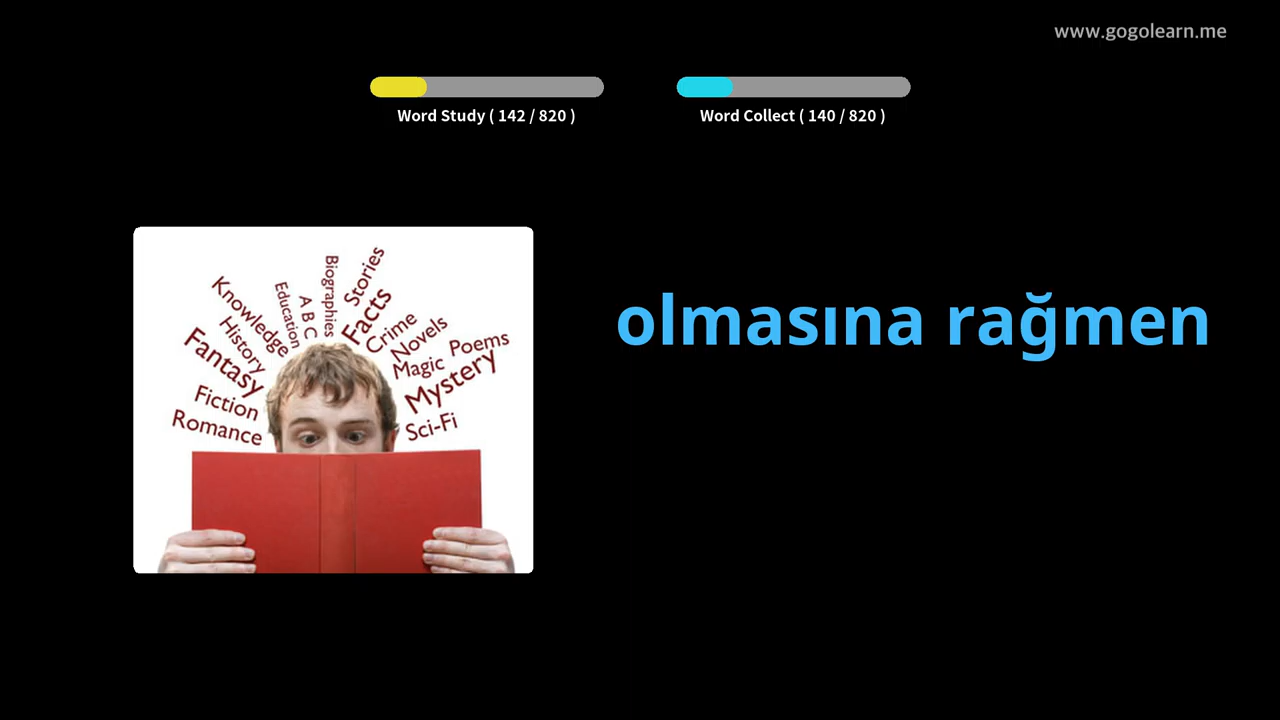 www.gogolearn.me
Word Study ( 142 / 820 )
Word Collect ( 140 / 820 )
olmasına rağmen
Biographies
Stories
Education
A B C
Facts
Knowledge
Crime
History
Novels
Fantasy
Magic
Poems
Mystery
Fiction
Romance
Sci-Fi